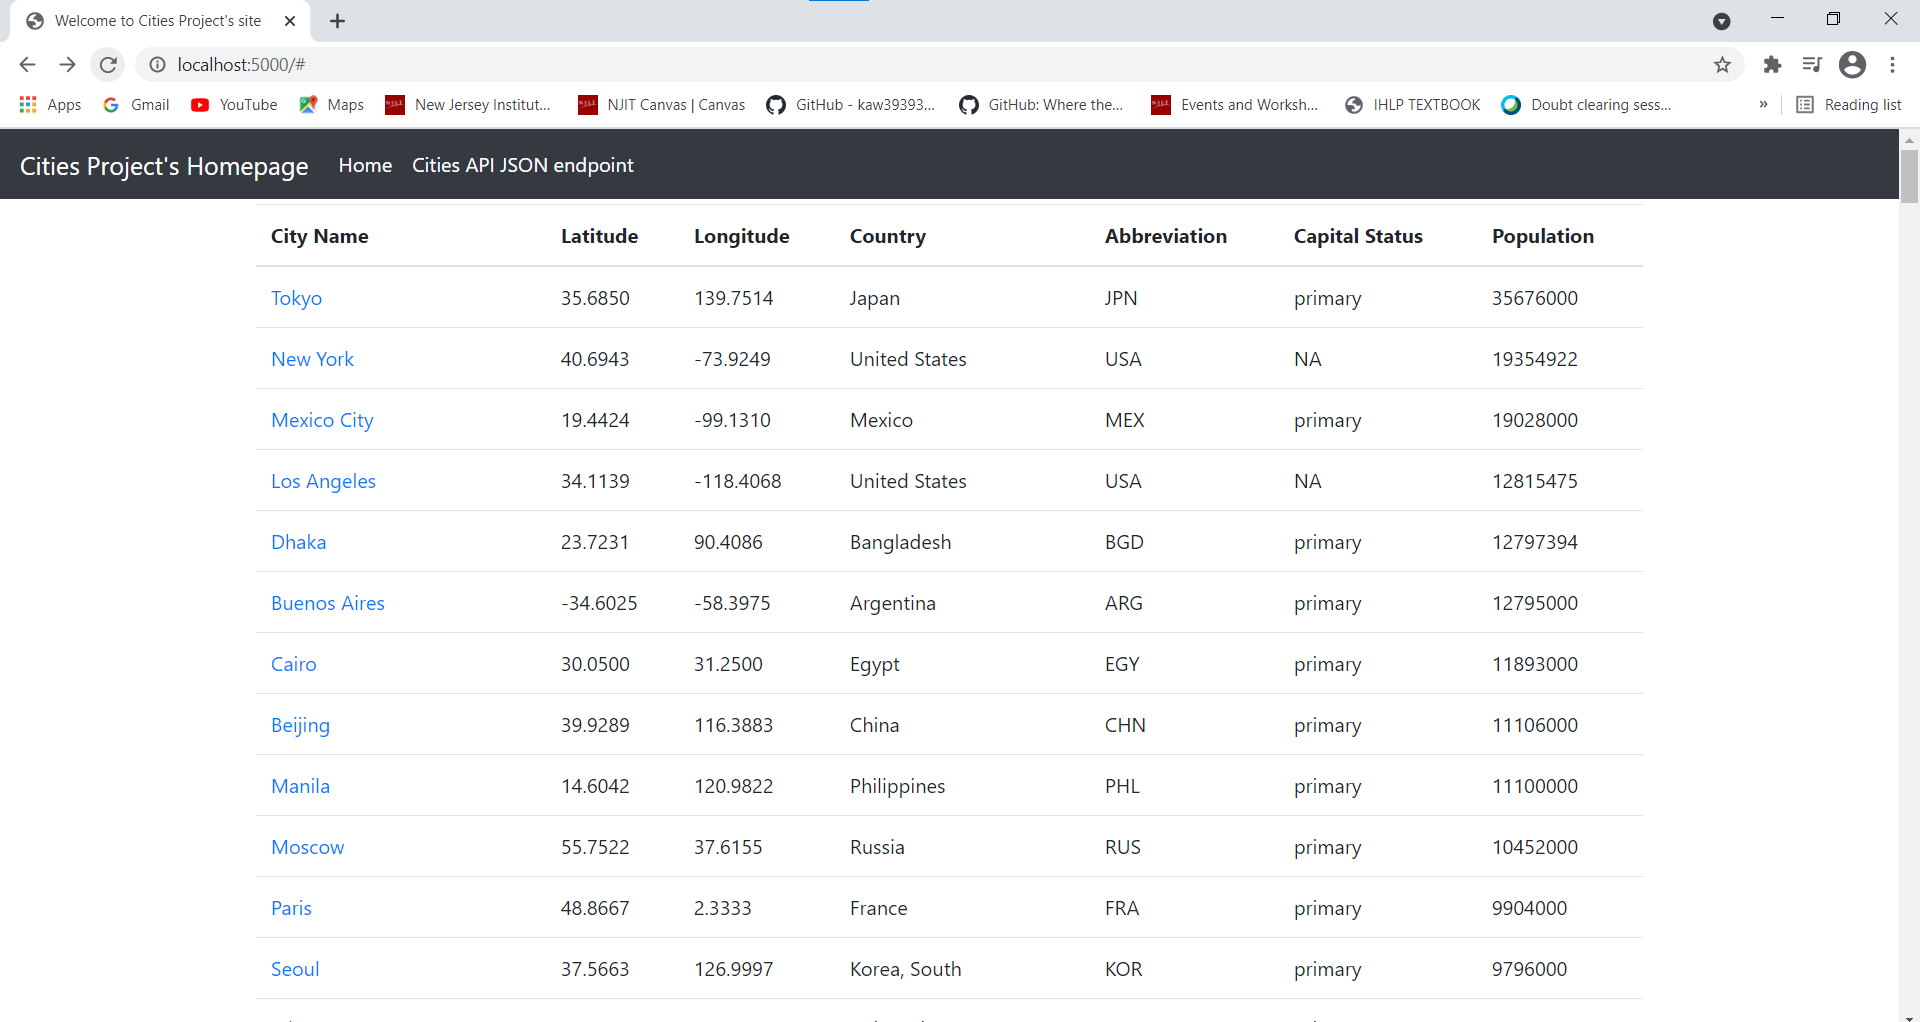 Welcome to Cities Project's site
localhost:5000/#
Apps Gmail YouTube Maps New Jersey Institut... NJIT Canvas | Canvas GitHub - kaw39393... GitHub: Where the... Events and Worksh... IHLP TEXTBOOK Doubt clearing sess... » Reading list
Cities Project's Homepage Home Cities API JSON endpoint
City Name Latitude Longitude Country Abbreviation Capital Status Population
Tokyo 35.6850 139.7514 Japan JPN primary 35676000
New York 40.6943 -73.9249 United States USA NA 19354922
Mexico City 19.4424 -99.1310 Mexico MEX primary 19028000
Los Angeles 34.1139 -118.4068 United States USA NA 12815475
Dhaka 23.7231 90.4086 Bangladesh BGD primary 12797394
Buenos Aires -34.6025 -58.3975 Argentina ARG primary 12795000
Cairo 30.0500 31.2500 Egypt EGY primary 11893000
Beijing 39.9289 116.3883 China CHN primary 11106000
Manila 14.6042 120.9822 Philippines PHL primary 11100000
Moscow 55.7522 37.6155 Russia RUS primary 10452000
Paris 48.8667 2.3333 France FRA primary 9904000
Seoul 37.5663 126.9997 Korea, South KOR primary 9796000